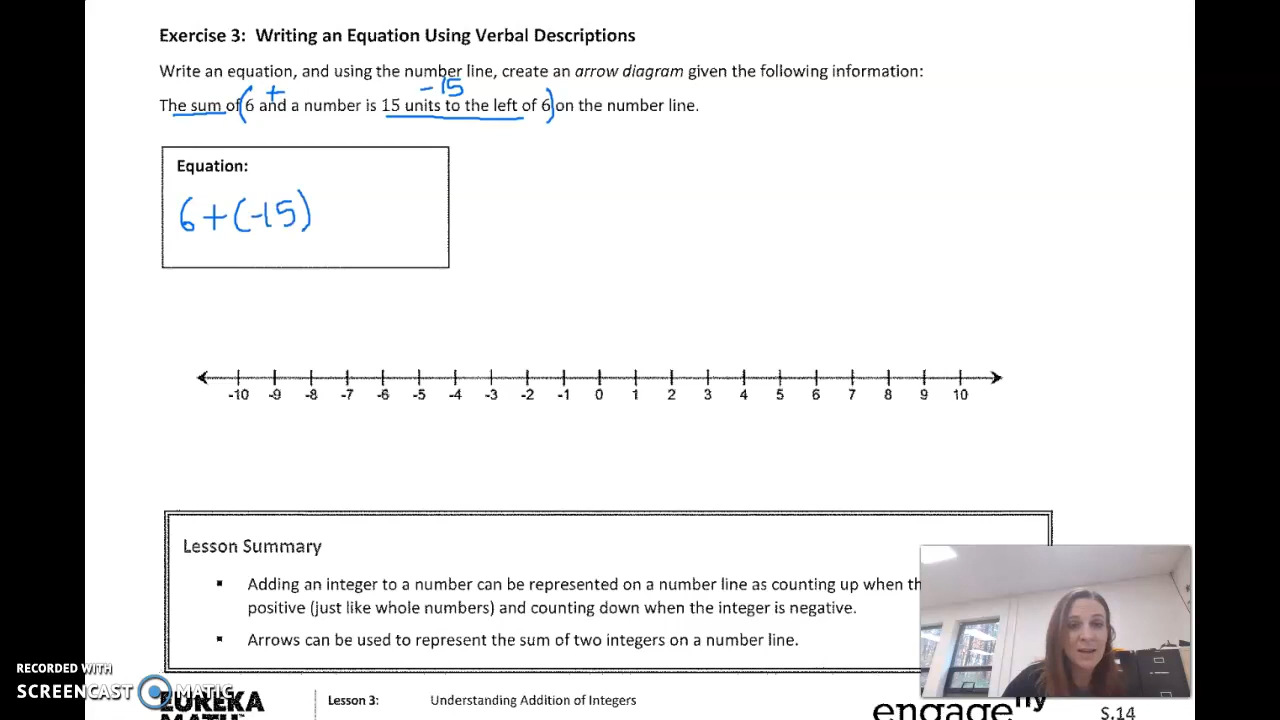 Exercise 3: Writing an Equation Using Verbal Descriptions
Write an equation, and using the number line, create an arrow diagram given the following information:
+ -15
The sum of (6 and a number is 15 units to the left of 6) on the number line.
Equation:
6+(-15)
-10 -9 -8 -7 -6 -5 -4 -3 -2 -1 0 1 2 3 4 5 6 7 8 9 10
Lesson Summary
▪ Adding an integer to a number can be represented on a number line as counting up when
positive (just like whole numbers) and counting down when the integer is negative.
▪ Arrows can be used to represent the sum of two integers on a number line.
RECORDED WITH
SCREENCAST MATIC
EUREKA
MATH
Lesson 3: Understanding Addition of Integers
engage ny
S.14